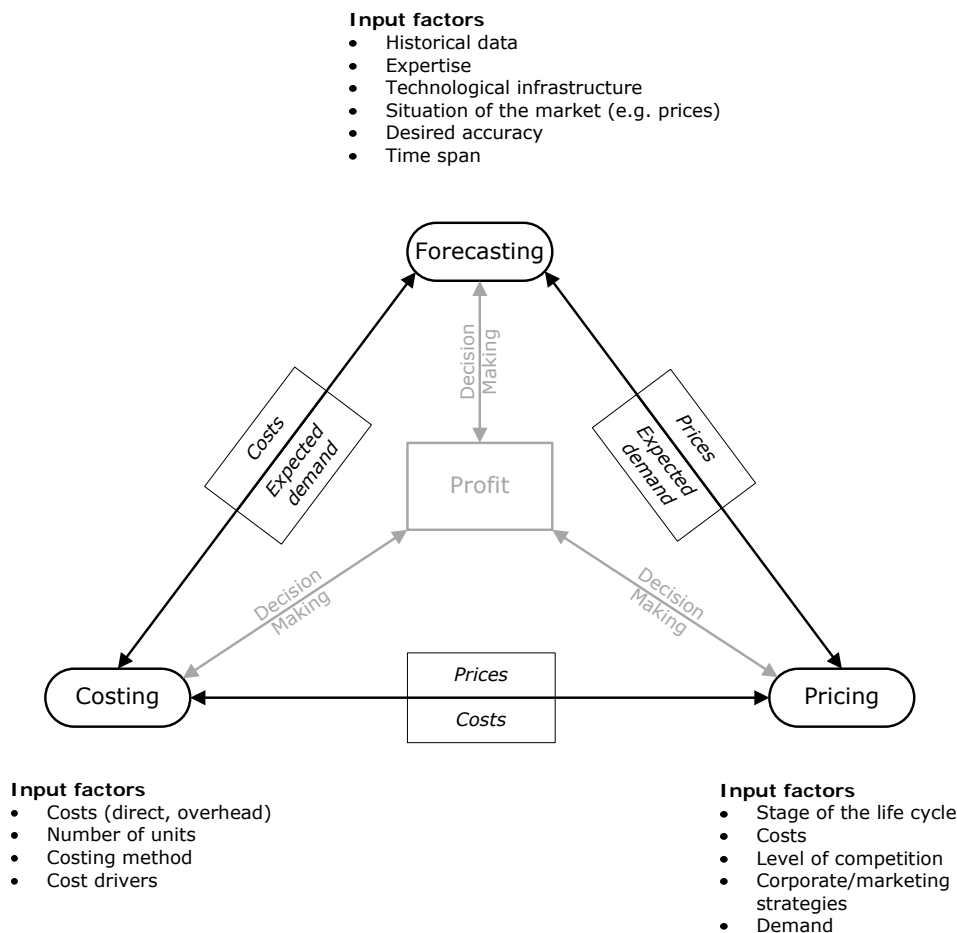 Input factors
• Historical data
• Expertise
• Technological infrastructure
• Situation of the market (e.g. prices)
• Desired accuracy
• Time span
Forecasting
Decision
Making
Costs
Expected
demand
Prices
Expected
demand
Profit
Decision
Making
Decision
Making
Costing
Prices
Costs
Pricing
Input factors
• Costs (direct, overhead)
• Number of units
• Costing method
• Cost drivers
Input factors
• Stage of the life cycle
• Costs
• Level of competition
• Corporate/marketing
strategies
• Demand